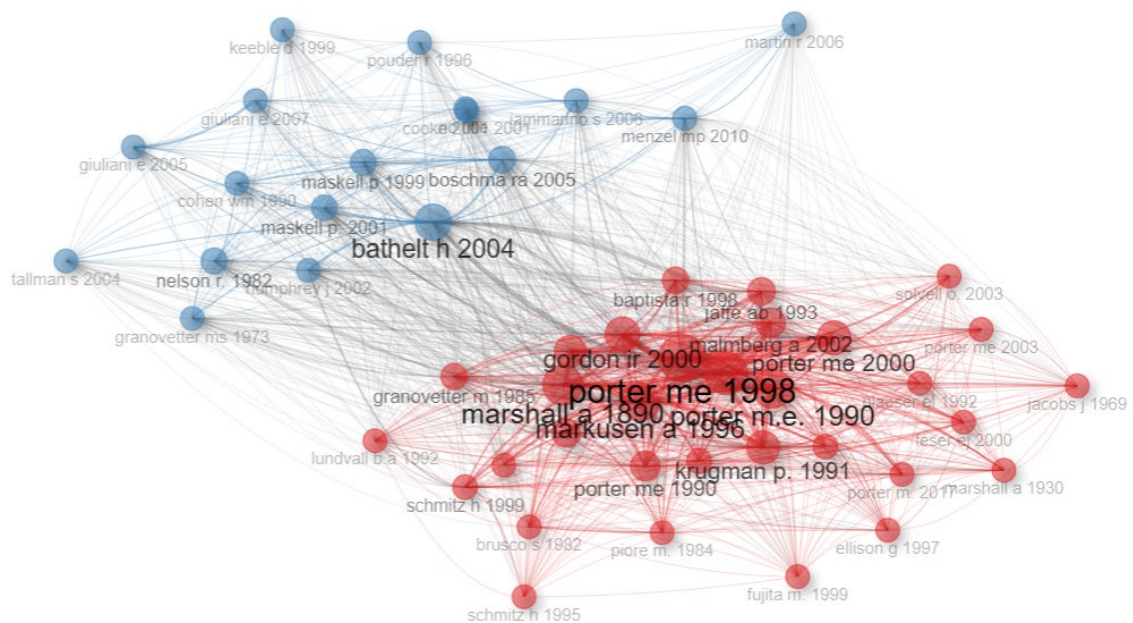 keeble d 1999
pouder r 1996
martin r 2006
giuliani e 2007
cooke 2001 2001
iammarino s 2006
menzel mp 2010
giuliani e 2005
cohen wm 1990
maskell p 1999
boschma ra 2005
maskell p. 2001
bathelt h 2004
tallman s 2004
nelson r. 1982
humphrey j 2002
granovetter ms 1973
baptista r 1998
jaffe ab 1993
solvell o. 2003
malmberg a 2002
porter me 2003
gordon ir 2000
porter me 2000
granovetter m 1985
porter me 1998
glaeser el 1992
jacobs j 1969
marshall a 1890
porter m.e. 1990
markusen a 1996
feser ej 2000
lundvall b.a 1992
krugman p. 1991
porter me 1990
porter m. 2017
marshall a 1930
schmitz h 1999
brusco s 1982
piore m. 1984
ellison g 1997
fujita m. 1999
schmitz h 1995